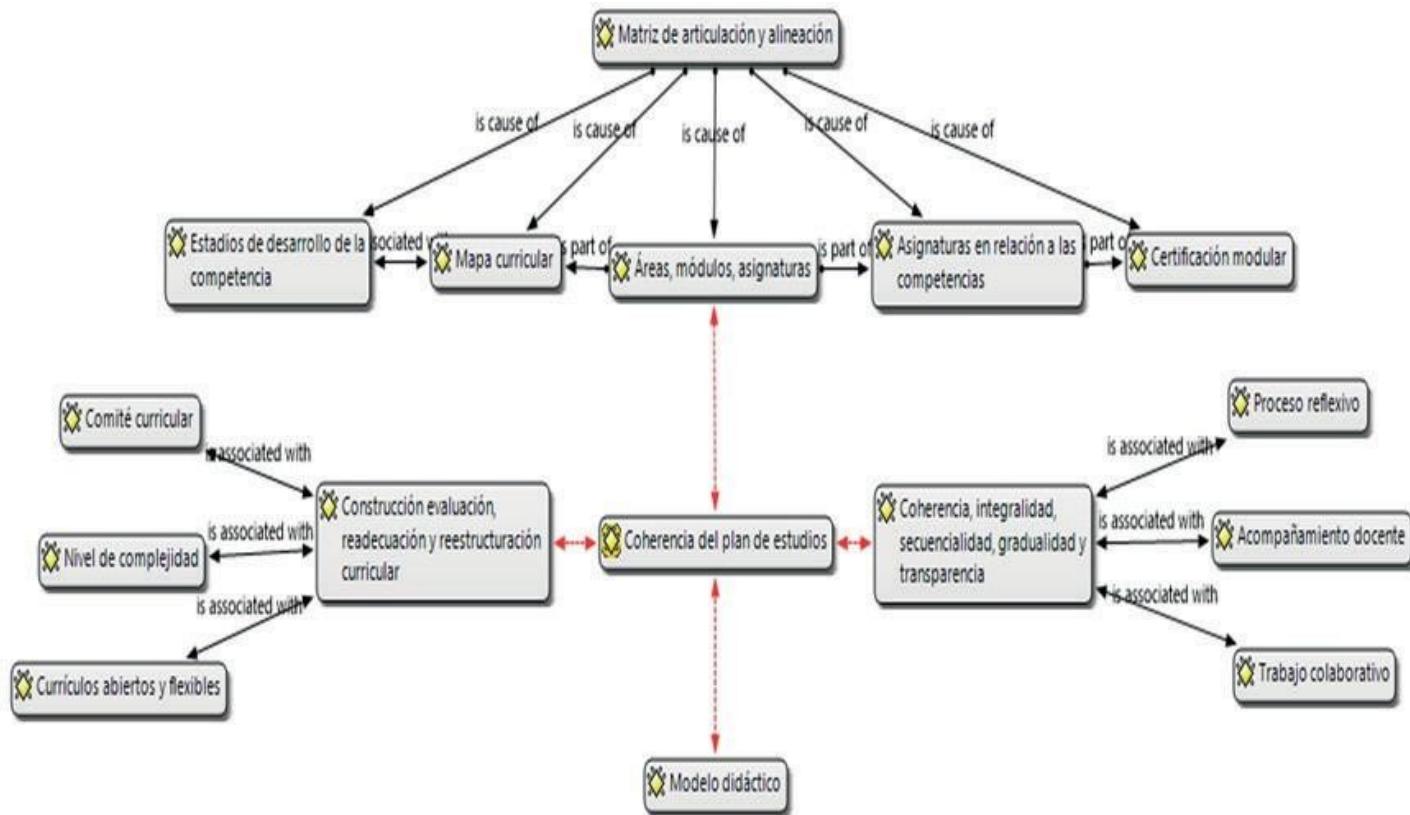 Matriz de articulación y alineación
is cause of
is cause of
is cause of
is cause of
is cause of
Estadios de desarrollo de la
competencia
ssociated with
Mapa curricular
is part of
Áreas, módulos, asignaturas
is part of
Asignaturas en relación a las
competencias
part of
Certificación modular
Comité curricular
is associated with
Nivel de complejidad
is associated with
Currículos abiertos y flexibles
is associated with
Construcción evaluación,
readecuación y reestructuración
curricular
Coherencia del plan de estudios
Coherencia, integralidad,
secuencialidad, gradualidad y
transparencia
Proceso reflexivo
is associated with
Acompañamiento docente
is associated with
Trabajo colaborativo
is associated with
Modelo didáctico